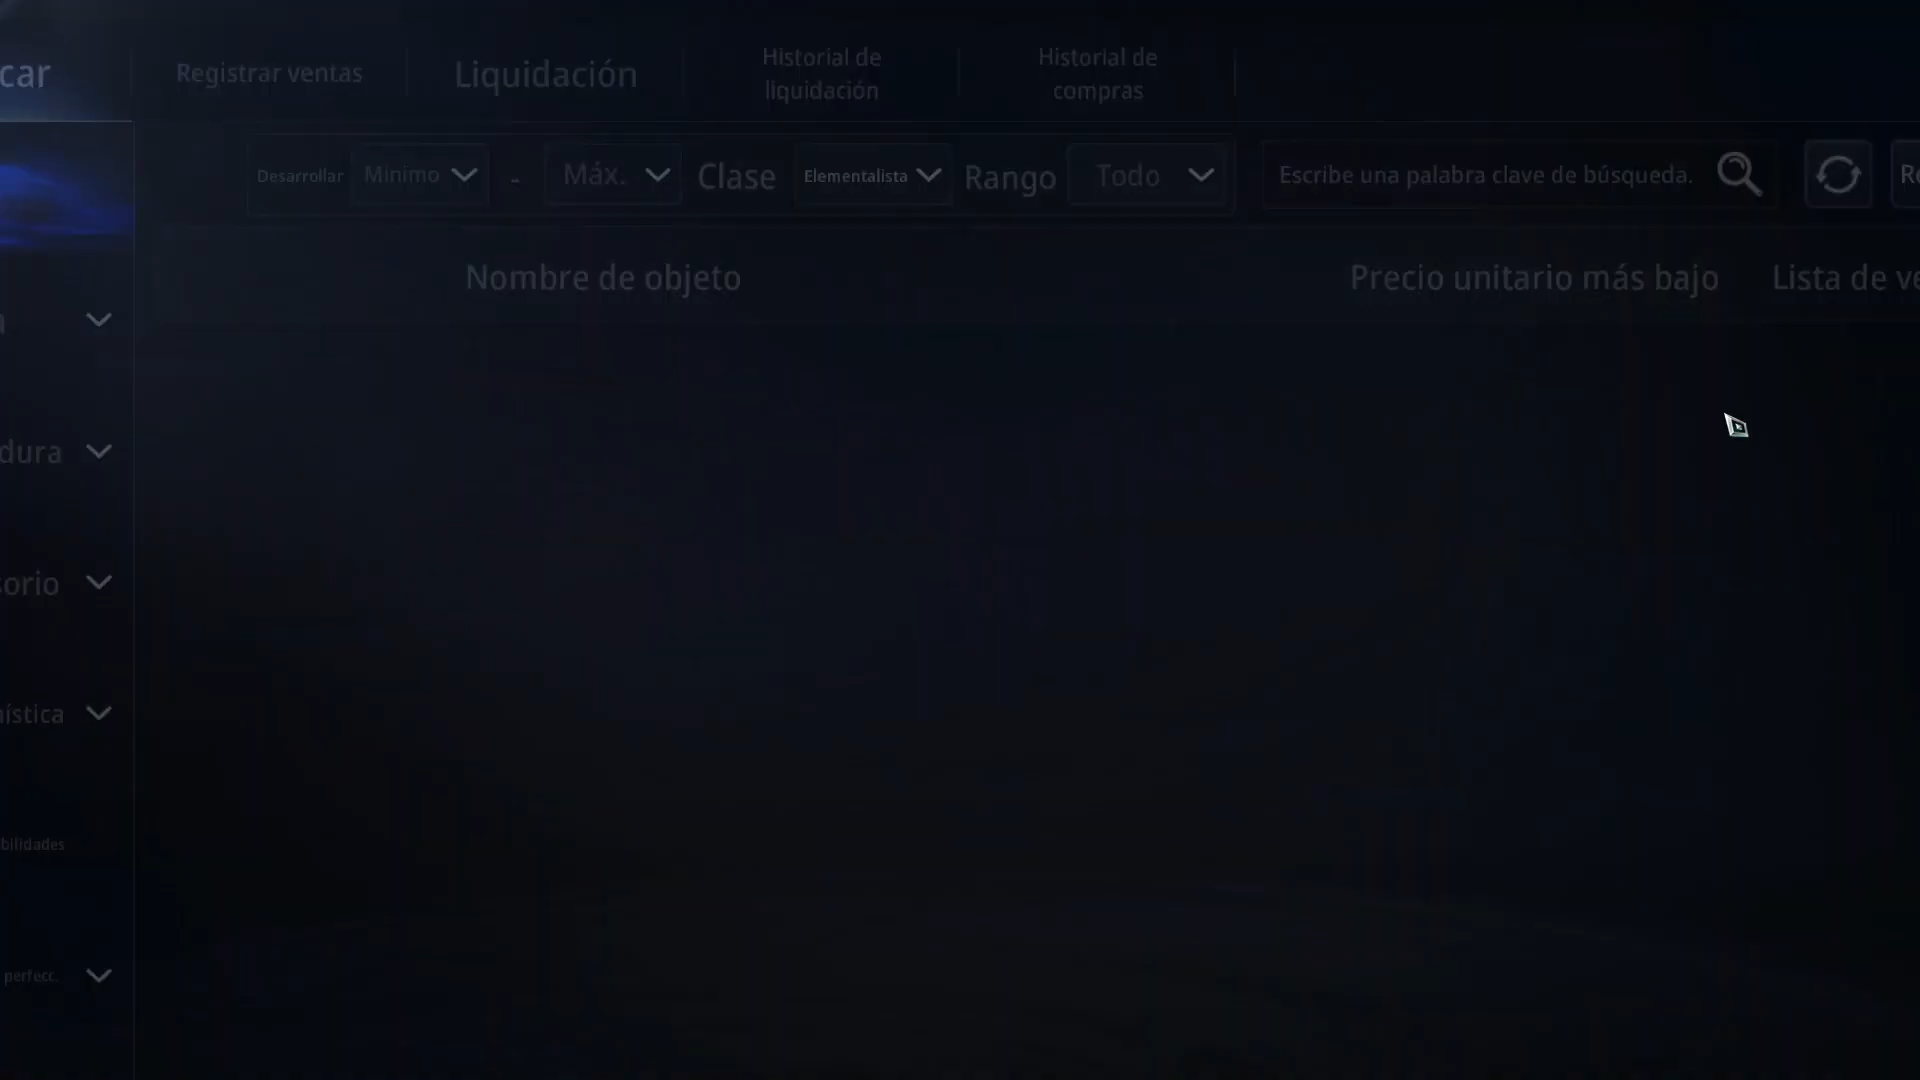 car
Registrar ventas
Liquidación
Historial de
liquidación
Historial de
compras
Desarrollar
Mínimo
-
Máx.
Clase
Elementalista
Rango
Todo
Escribe una palabra clave de búsqueda.
Re
Nombre de objeto
Precio unitario más bajo
Lista de ve
dura
sorio
nística
bilidades
perfecc.